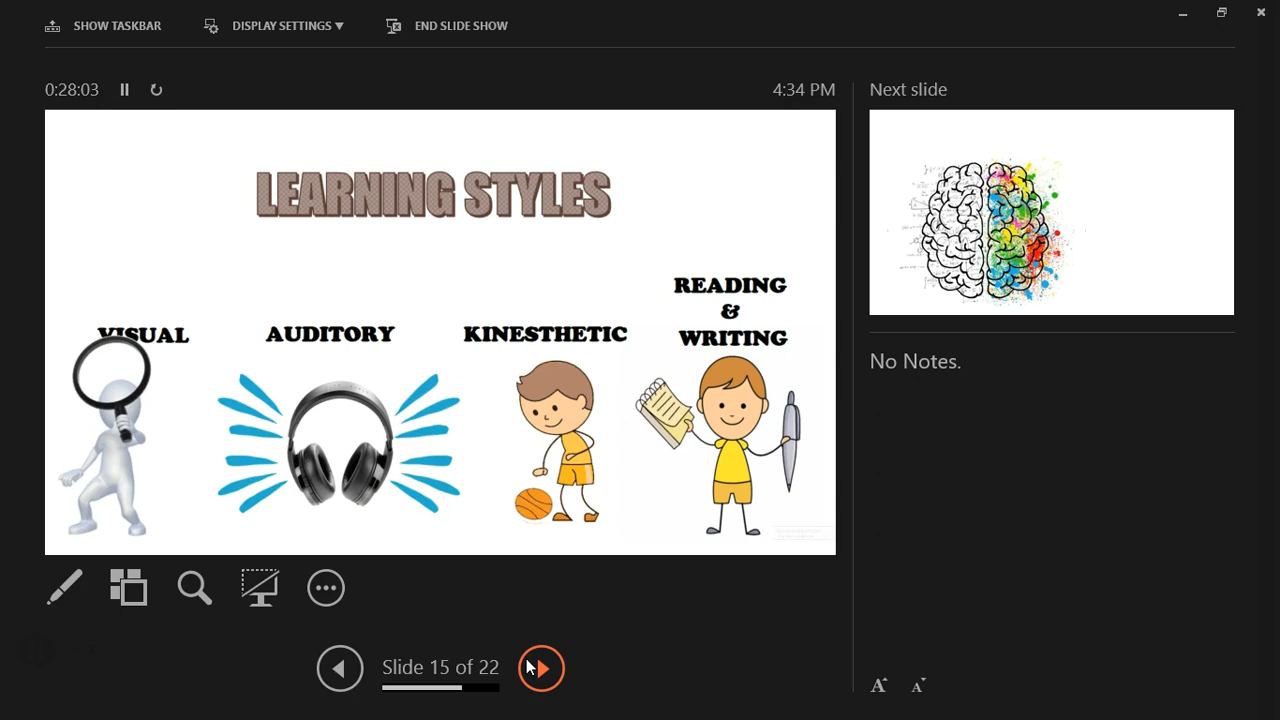 SHOW TASKBAR
DISPLAY SETTINGS ▼
END SLIDE SHOW
0:28:03
4:34 PM
Next slide
LEARNING STYLES
VISUAL
AUDITORY
KINESTHETIC
READING
&
WRITING
No Notes.
Slide 15 of 22
A A